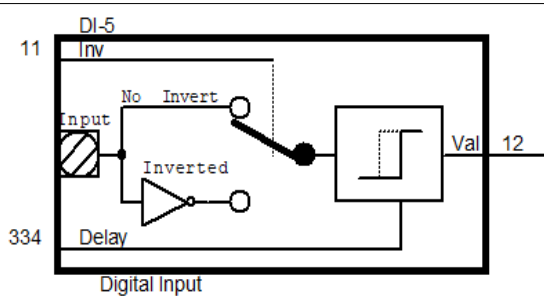 DI-5
11 Inv
No Invert
Input
Inverted
Val 12
334 Delay
Digital Input